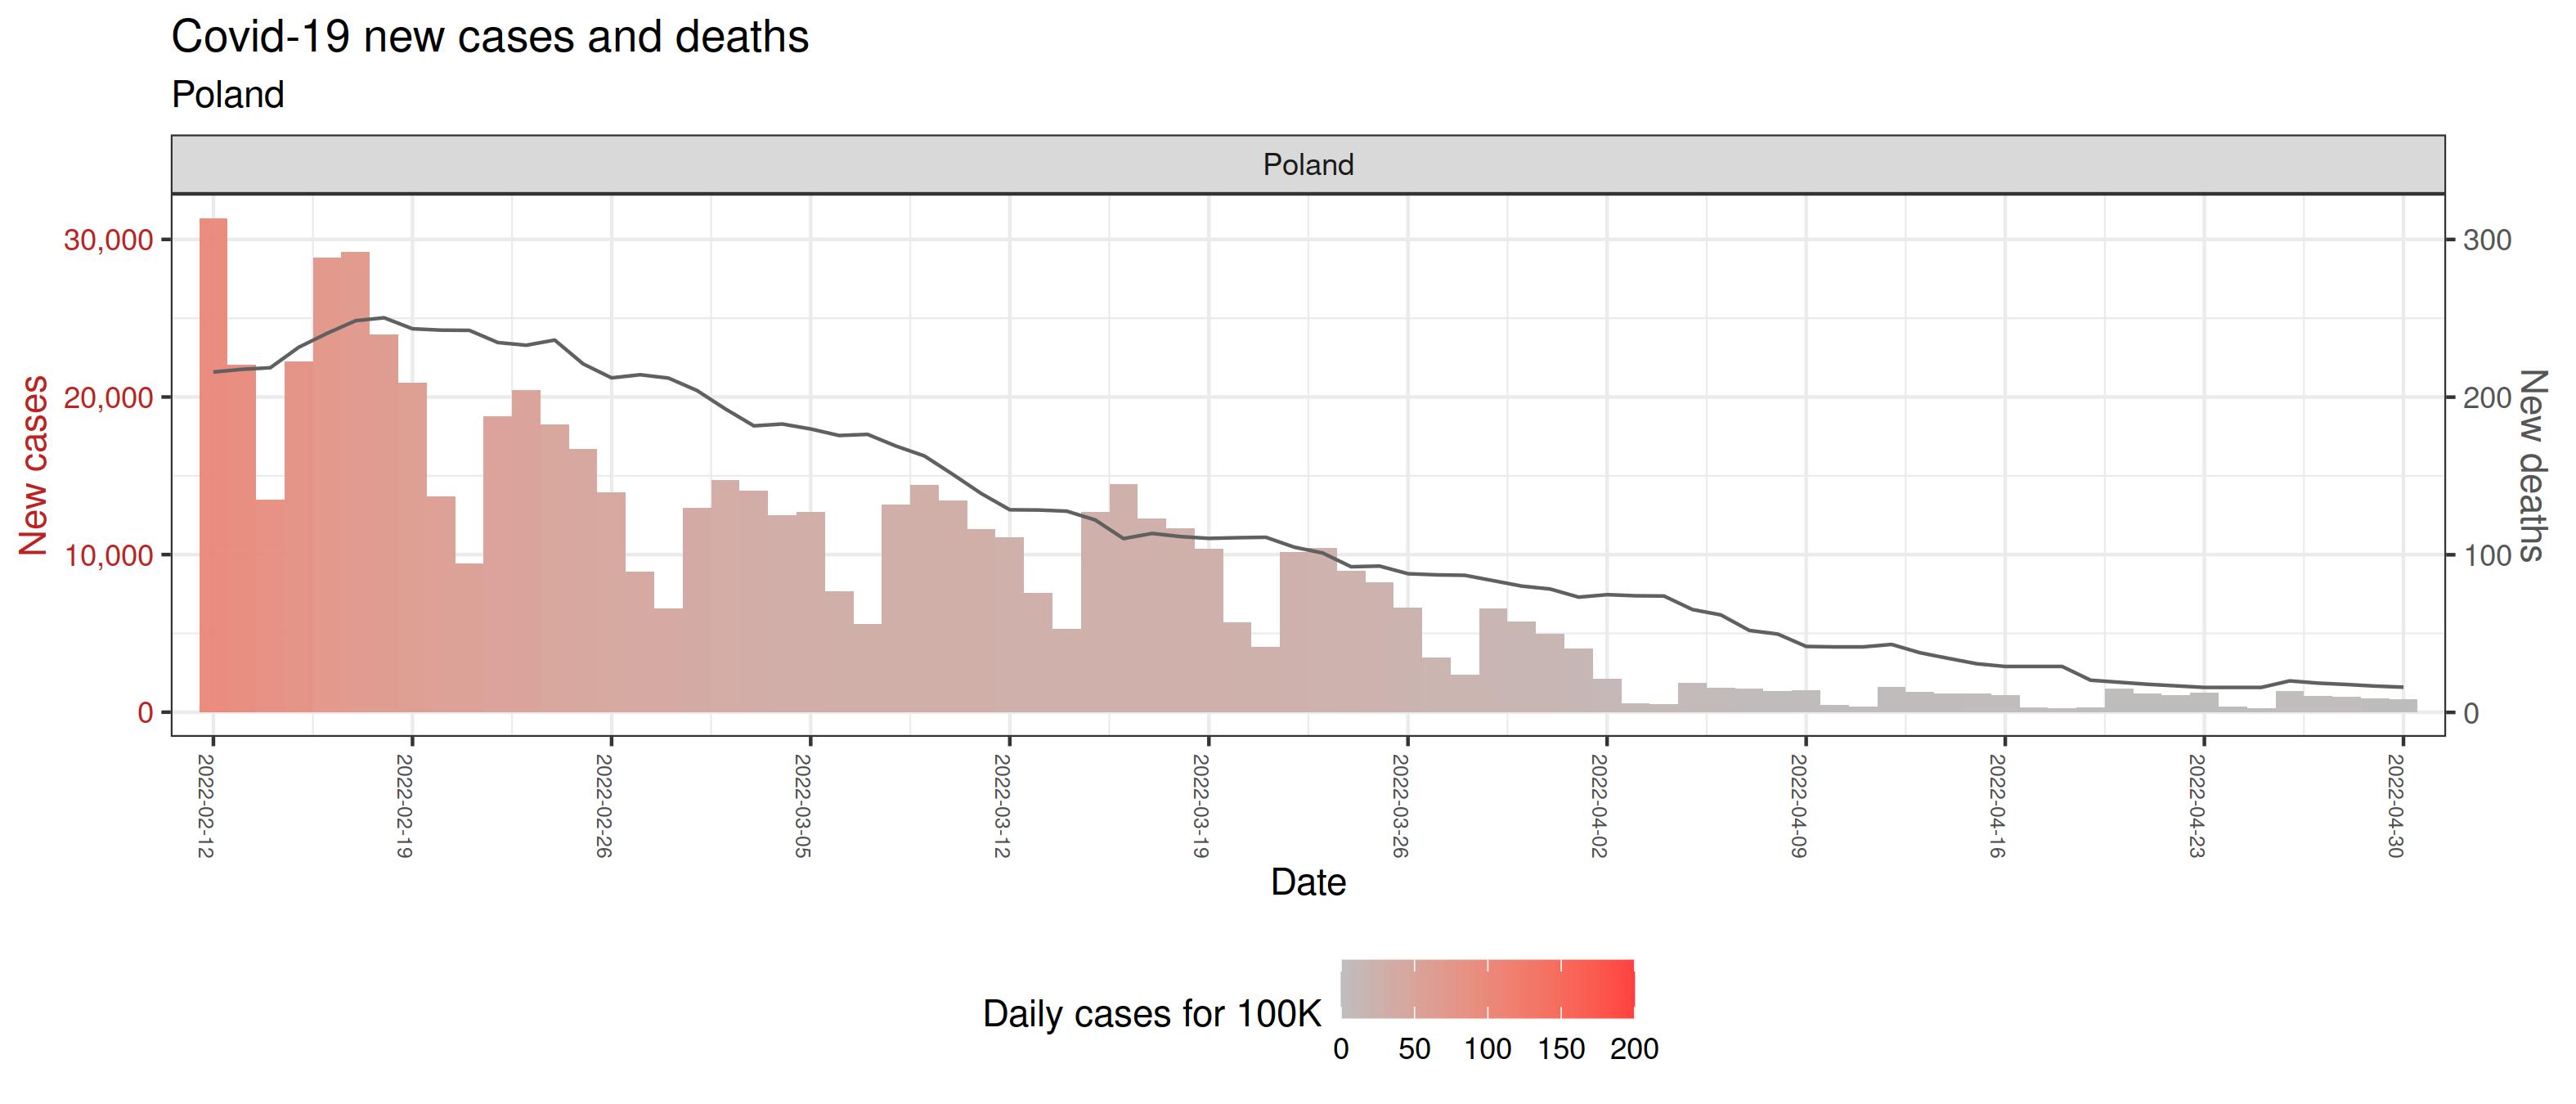 Covid-19 new cases and deaths
Poland
Poland
New cases
30,000
20,000
10,000
0
300
200
100
0
New deaths
2022-02-12
2022-02-19
2022-02-26
2022-03-05
2022-03-12
2022-03-19
2022-03-26
2022-04-02
2022-04-09
2022-04-16
2022-04-23
2022-04-30
Date
Daily cases for 100K
0 50 100 150 200